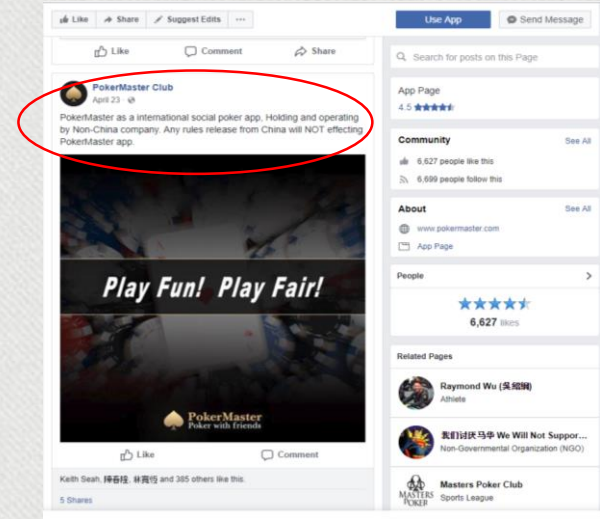 Like Share Suggest Edits ...
Use App
Send Message
Like Comment Share
Search for posts on this Page
PokerMaster Club
April 23
PokerMaster as a international social poker app, Holding and operating
by Non-China company. Any rules release from China will NOT effecting
PokerMaster app.
Play Fun! Play Fair!
PokerMaster
Poker with friends
Like Comment
Keith Seah, and 385 others like this.
5 Shares
App Page
4.5
Community See All
6,627 people like this
6,699 people follow this
About See All
www.pokermaster.com
App Page
People
6,627 likes
Related Pages
Raymond Wu
Athlete
我们讨厌马华 We Will Not Suppor...
Non-Governmental Organization (NGO)
MASTERS
POKER
Masters Poker Club
Sports League